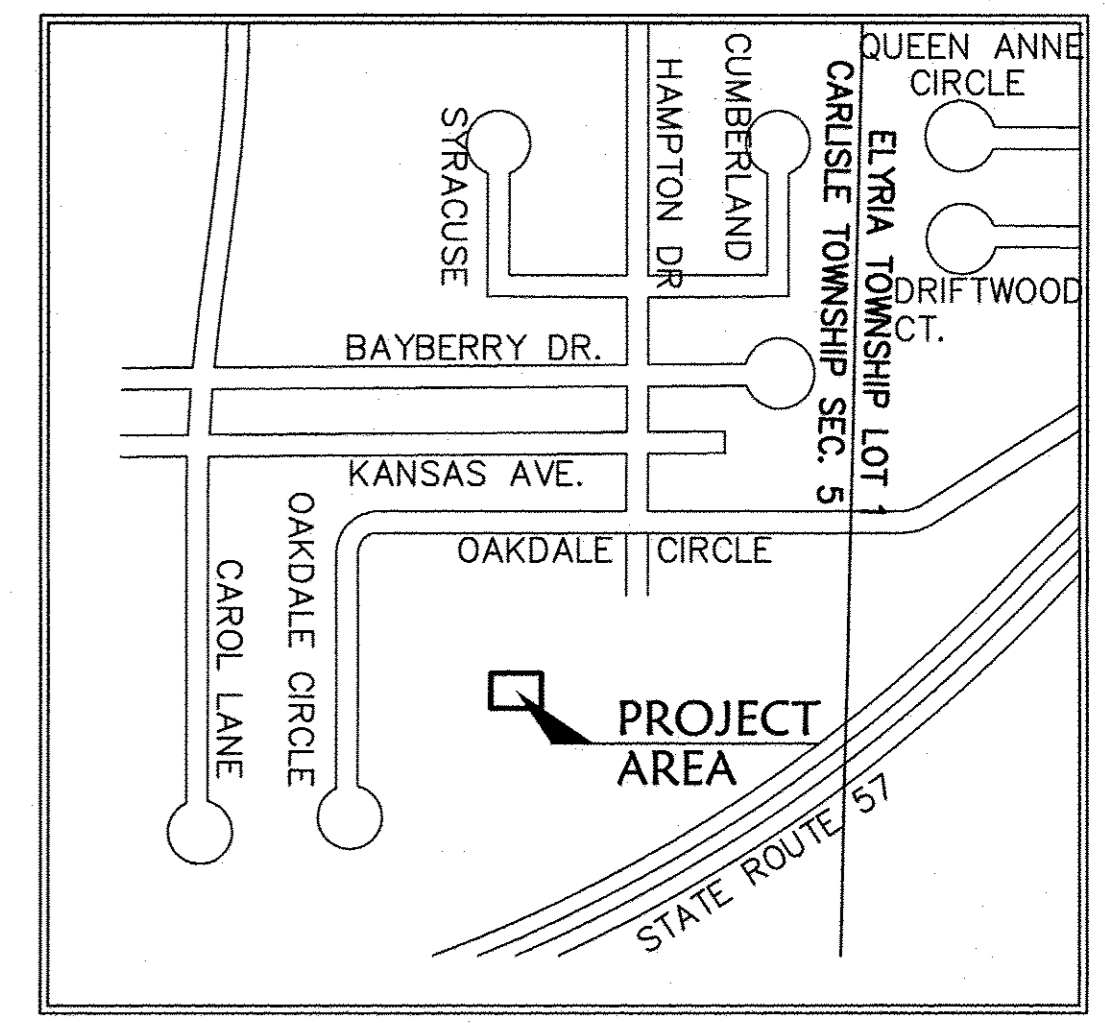 QUEEN ANNE
CIRCLE
CUMBERLAND
HAMPTON DR
SYRACUSE
CARLISLE TOWNSHIP SEC. 5
ELYRIA TOWNSHIP LOT 1
DRIFTWOOD
CT.
BAYBERRY DR.
KANSAS AVE.
OAKDALE CIRCLE
OAKDALE CIRCLE
CAROL LANE
PROJECT
AREA
STATE ROUTE 57